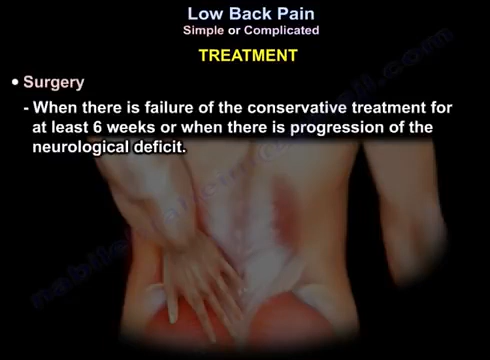 Low Back Pain
Simple or Complicated
TREATMENT
• Surgery
- When there is failure of the conservative treatment for
at least 6 weeks or when there is progression of the
neurological deficit.